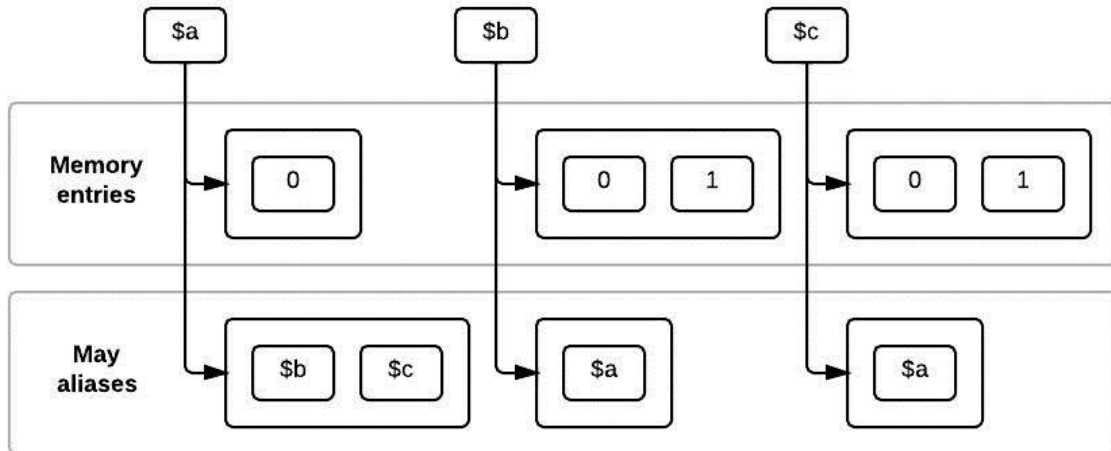 $a
$b
$c
Memory
entries
0
0 1
0 1
May
aliases
$b $c
$a
$a